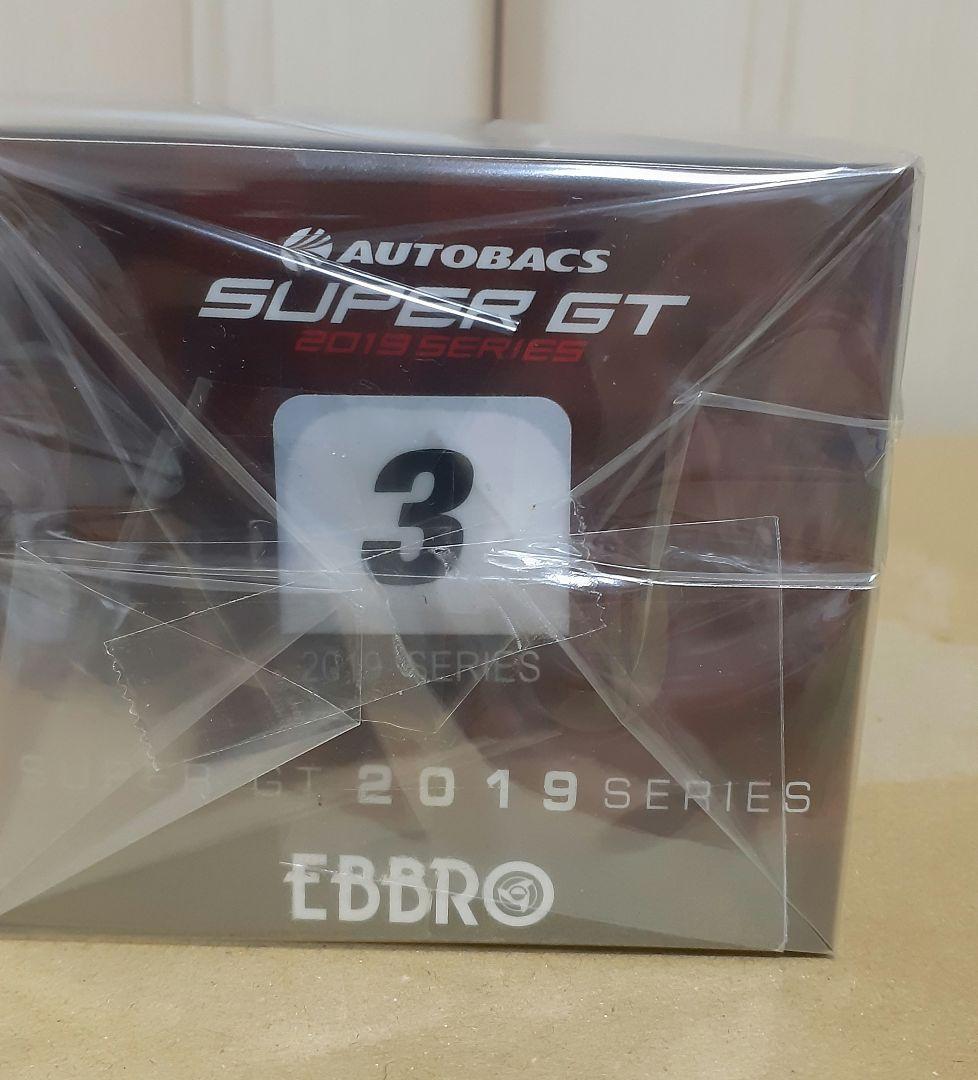 AUTOBACS
SUPER GT
2019 SERIES
3
2019 SERIES
SUPER GT 2019 SERIES
EBBRO